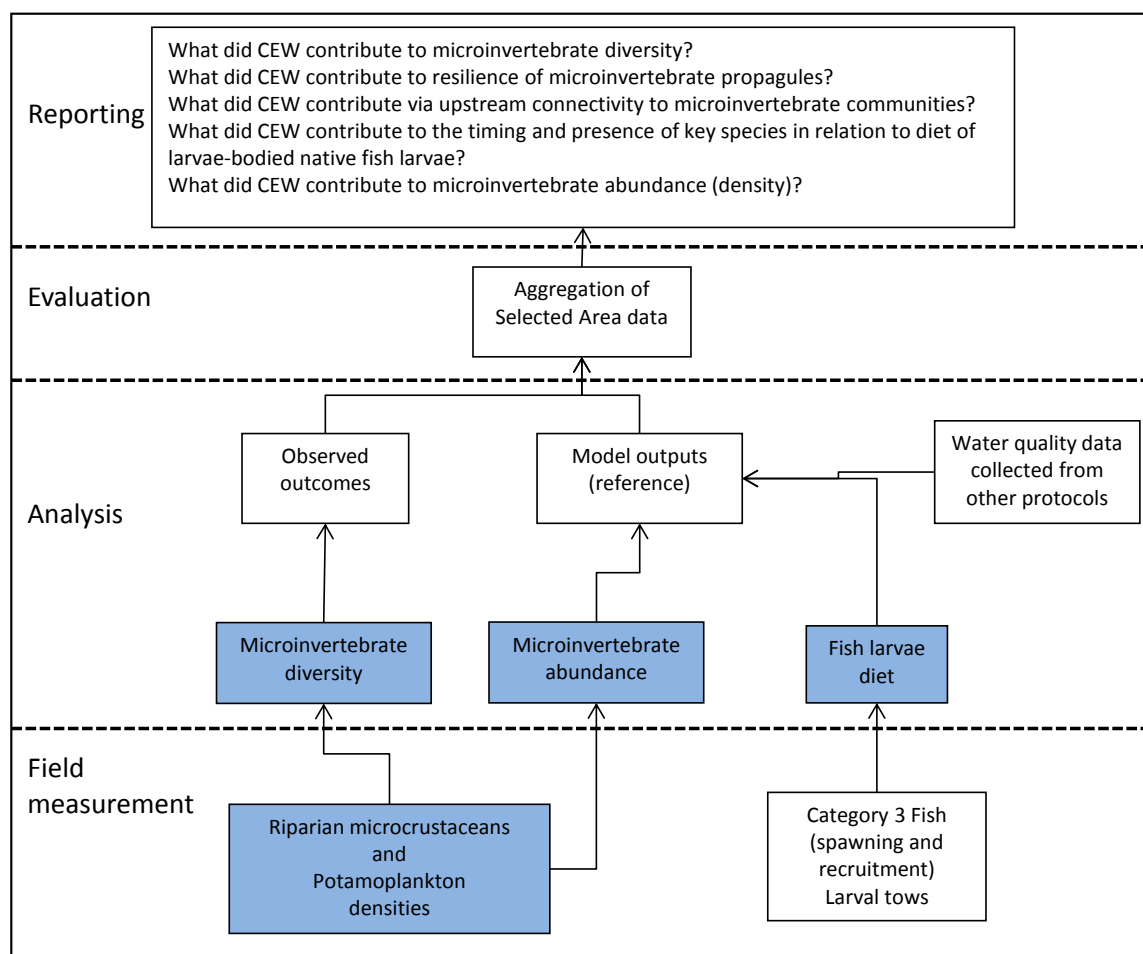 Reporting
What did CEW contribute to microinvertebrate diversity?
What did CEW contribute to resilience of microinvertebrate propagules?
What did CEW contribute via upstream connectivity to microinvertebrate communities?
What did CEW contribute to the timing and presence of key species in relation to diet of
larvae-bodied native fish larvae?
What did CEW contribute to microinvertebrate abundance (density)?
Evaluation
Aggregation of
Selected Area data
Analysis
Observed
outcomes
Model outputs
(reference)
Water quality data
collected from
other protocols
Microinvertebrate
diversity
Microinvertebrate
abundance
Fish larvae
diet
Field
measurement
Riparian microcrustaceans
and
Potamoplankton
densities
Category 3 Fish
(spawning and
recruitment)
Larval tows